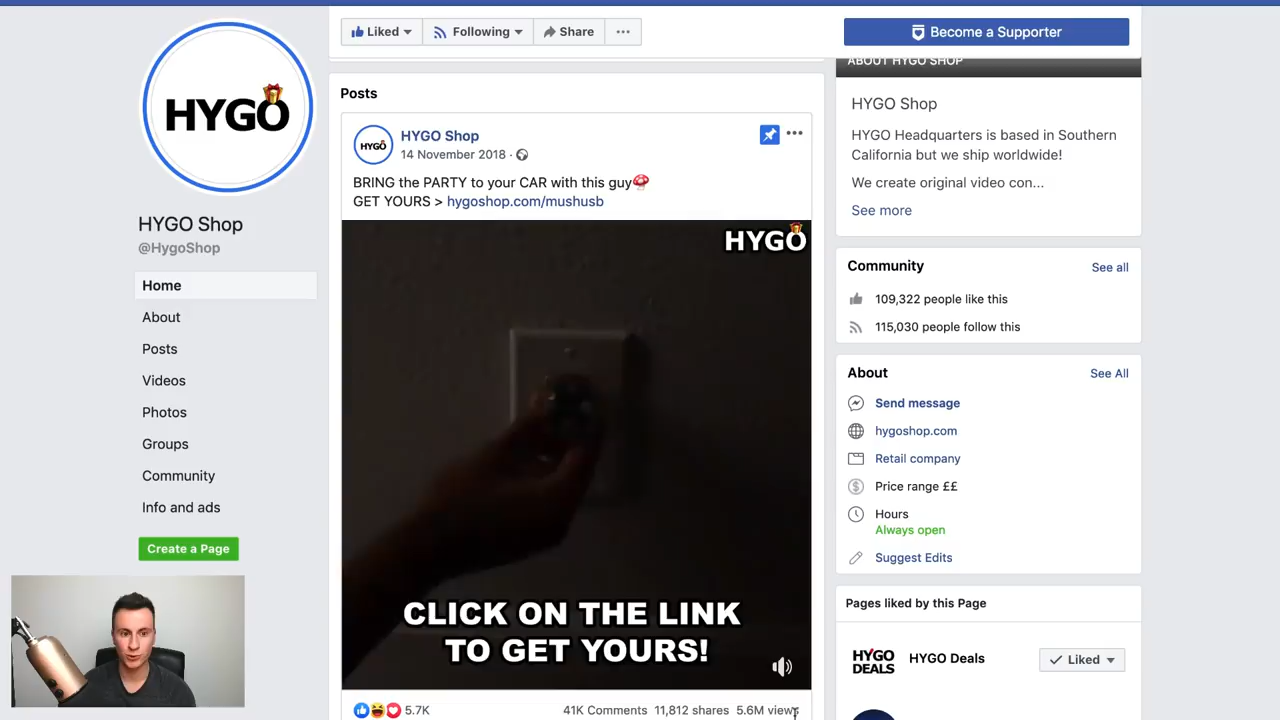 HYGO
HYGO Shop
@HygoShop
Home
About
Posts
Videos
Photos
Groups
Community
Info and ads
Create a Page
Liked
Following
Share
Become a Supporter
Posts
HYGO
HYGO Shop
14 November 2018
BRING the PARTY to your CAR with this guy🍄
GET YOURS > hygoshop.com/mushusb
HYGO
CLICK ON THE LINK
TO GET YOURS!
5.7K
41K Comments 11,812 shares 5.6M views
ABOUT HYGO SHOP
HYGO Shop
HYGO Headquarters is based in Southern
California but we ship worldwide!
We create original video con...
See more
Community
See all
109,322 people like this
115,030 people follow this
About
See All
Send message
hygoshop.com
Retail company
Price range ££
Hours
Always open
Suggest Edits
Pages liked by this Page
HYGO
DEALS
HYGO Deals
Liked